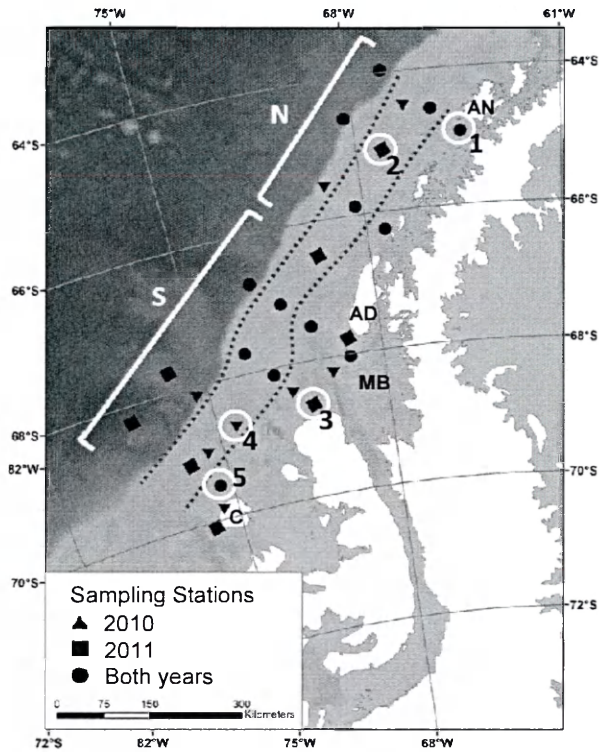 75°W 68°W 61°W
64°S
AN
N
1
64°S
2
66°S
S
66°S
AD
68°S
MB
3
68°S
4
82°W
70°S
5
C
70°S
72°S
Sampling Stations
2010
2011
Both years
0 75 150 300
Kilometers
72°S 82°W 75°W 68°W